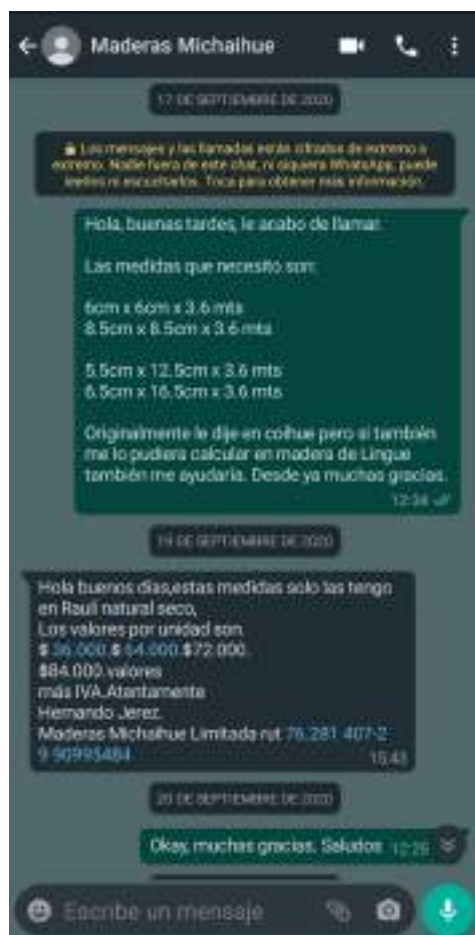 Maderas Michaihue
17 DE SEPTIEMBRE DE 2020
Los mensajes y las llamadas están cifrados de extremo a
extremo. Nadie fuera de este chat, ni siquiera WhatsApp, puede
leerlos ni escucharlos. Toca para obtener más información.
Hola, buenas tardes, le acabo de llamar.
Las medidas que necesito son:
6cm x 6cm x 3.6 mts
8.5cm x 8.5cm x 3.6 mts
5.5cm x 12.5cm x 3.6 mts
6.5cm x 16.5cm x 3.6 mts
Originalmente le dije en coihue pero si también
me lo pudiera calcular en madera de Lingue
también me ayudaría. Desde ya muchas gracias.
12:34
19 DE SEPTIEMBRE DE 2020
Hola buenos días,estas medidas solo las tengo
en Raulí natural seco,
Los valores por unidad son.
$ 36.000.$ 64.000.$72.000.
$84.000.valores
más IVA.Atentamente
Hernando Jerez.
Maderas Michaihue Limitada rut 76.281.407-2
9 90995484
15:43
20 DE SEPTIEMBRE DE 2020
Okay, muchas gracias. Saludos 12:25
Escribe un mensaje